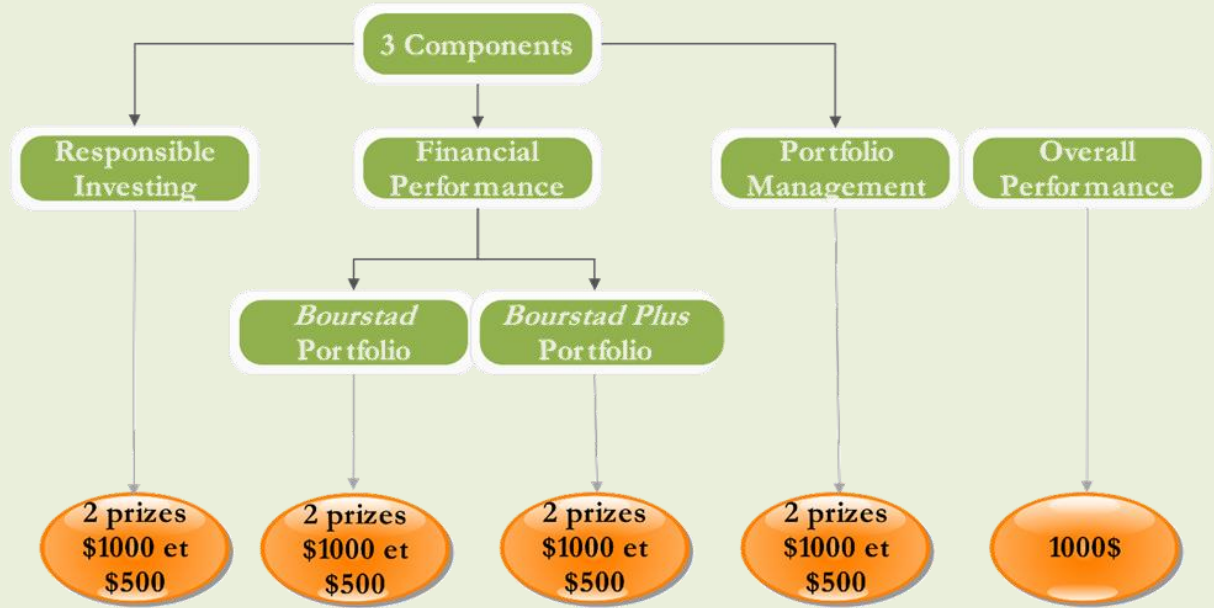 3 Components
Responsible
Investing
Financial
Performance
Portfolio
Management
Overall
Performance
Bourstad
Portfolio
Bourstad Plus
Portfolio
2 prizes
$1000 et
$500
2 prizes
$1000 et
$500
2 prizes
$1000 et
$500
2 prizes
$1000 et
$500
1000$